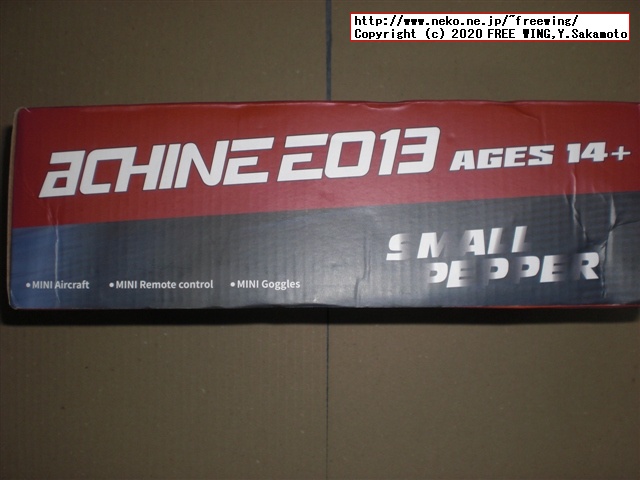 http://www.neko.ne.jp/~freewing/
Copyright (c) 2020 FREE WING,Y.Sakamoto
aCHINE E013 AGES 14+
SMALL
PEPPER
•MINI Aircraft •MINI Remote control •MINI Goggles